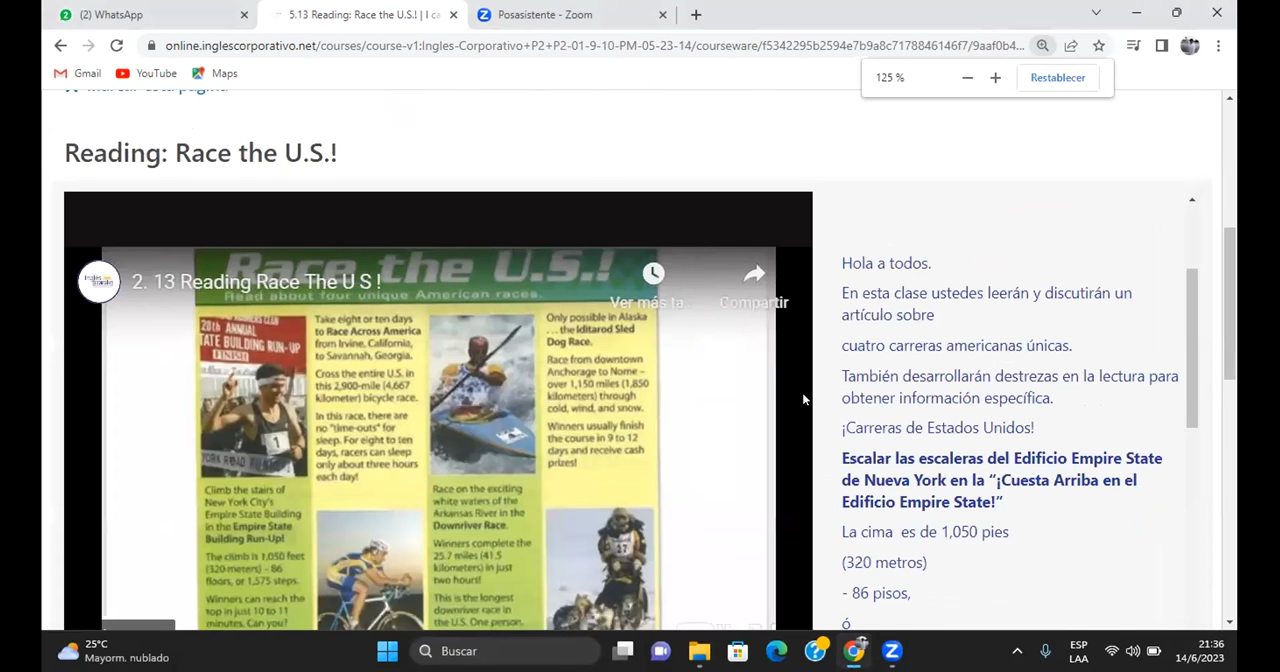 (2) WhatsApp
5.13 Reading: Race the U.S.! | I ca
Posasistente - Zoom
online.inglescorporativo.net/courses/course-v1:Ingles-Corporativo+P2+P2-01-9-10-PM-05-23-14/courseware/f5342295b2594e7b9a8c7178846146f7/9aaf0b4...
Gmail
YouTube
Maps
125 %
Restablecer
Reading: Race the U.S.!
2. 13 Reading Race The U S !
Ver más ta...
Compartir
Race the U.S.!
Read about four unique American races.
20th ANNUAL
STATE BUILDING RUN-UP
FINISH
1
YORK ROAD
Climb the stairs of
New York City's
Empire State Building
in the Empire State
Building Run-Up!
The climb is 1,050 feet
(320 meters) - 86
floors, or 1,575 steps.
Winners can reach the
top in just 10 to 11
minutes. Can you?
Take eight or ten days
to Race Across America
from Irvine, California,
to Savannah, Georgia.
Cross the entire U.S. in
this 2,900-mile (4,667
kilometer) bicycle race.
In this race, there are
no "time-outs" for
sleep. For eight to ten
days, racers can sleep
only about three hours
each day!
Race on the exciting
white waters of the
Arkansas River in the
Downriver Race.
Winners complete the
25.7 miles (41.5
kilometers) in just
two hours!
This is the longest
downriver race in
the U.S. One person,
Only possible in Alaska
... the Iditarod Sled
Dog Race.
Race from downtown
Anchorage to Nome –
over 1,150 miles (1,850
kilometers) through
cold, wind, and snow.
Winners usually finish
the course in 9 to 12
days and receive cash
prizes!
17
Hola a todos.
En esta clase ustedes leerán y discutirán un
artículo sobre
cuatro carreras americanas únicas.
También desarrollarán destrezas en la lectura para
obtener información específica.
¡Carreras de Estados Unidos!
Escalar las escaleras del Edificio Empire State
de Nueva York en la “¡Cuesta Arriba en el
Edificio Empire State!”
La cima es de 1,050 pies
(320 metros)
- 86 pisos,
ó
25°C
Mayorm. nublado
Buscar
ESP
LAA
21:36
14/6/2023